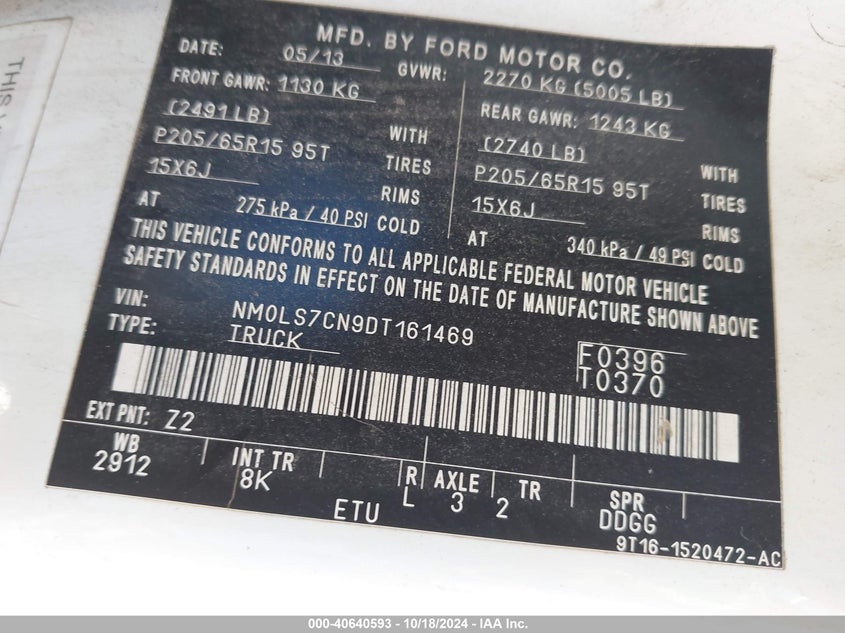 THIS
MFD. BY FORD MOTOR CO.
DATE: 05/13 GVWR: 2270 KG (5005 LB)
FRONT GAWR: 1130 KG REAR GAWR: 1243 KG
(2491 LB) (2740 LB)
P205/65R15 95T WITH TIRES P205/65R15 95T WITH TIRES
15X6J RIMS 15X6J RIMS
AT 275 kPa / 40 PSI COLD AT 340 kPa / 49 PSI COLD
THIS VEHICLE CONFORMS TO ALL APPLICABLE FEDERAL MOTOR VEHICLE
SAFETY STANDARDS IN EFFECT ON THE DATE OF MANUFACTURE SHOWN ABOVE
VIN: NM0LS7CN9DT161469
TYPE: TRUCK
F0396
T0370
EXT PNT: Z2
WB INT TR R AXLE TR SPR
2912 8K L 3 2 DDGG
ETU
9T16-1520472-AC
000-40640593 - 10/18/2024 - IAA Inc.